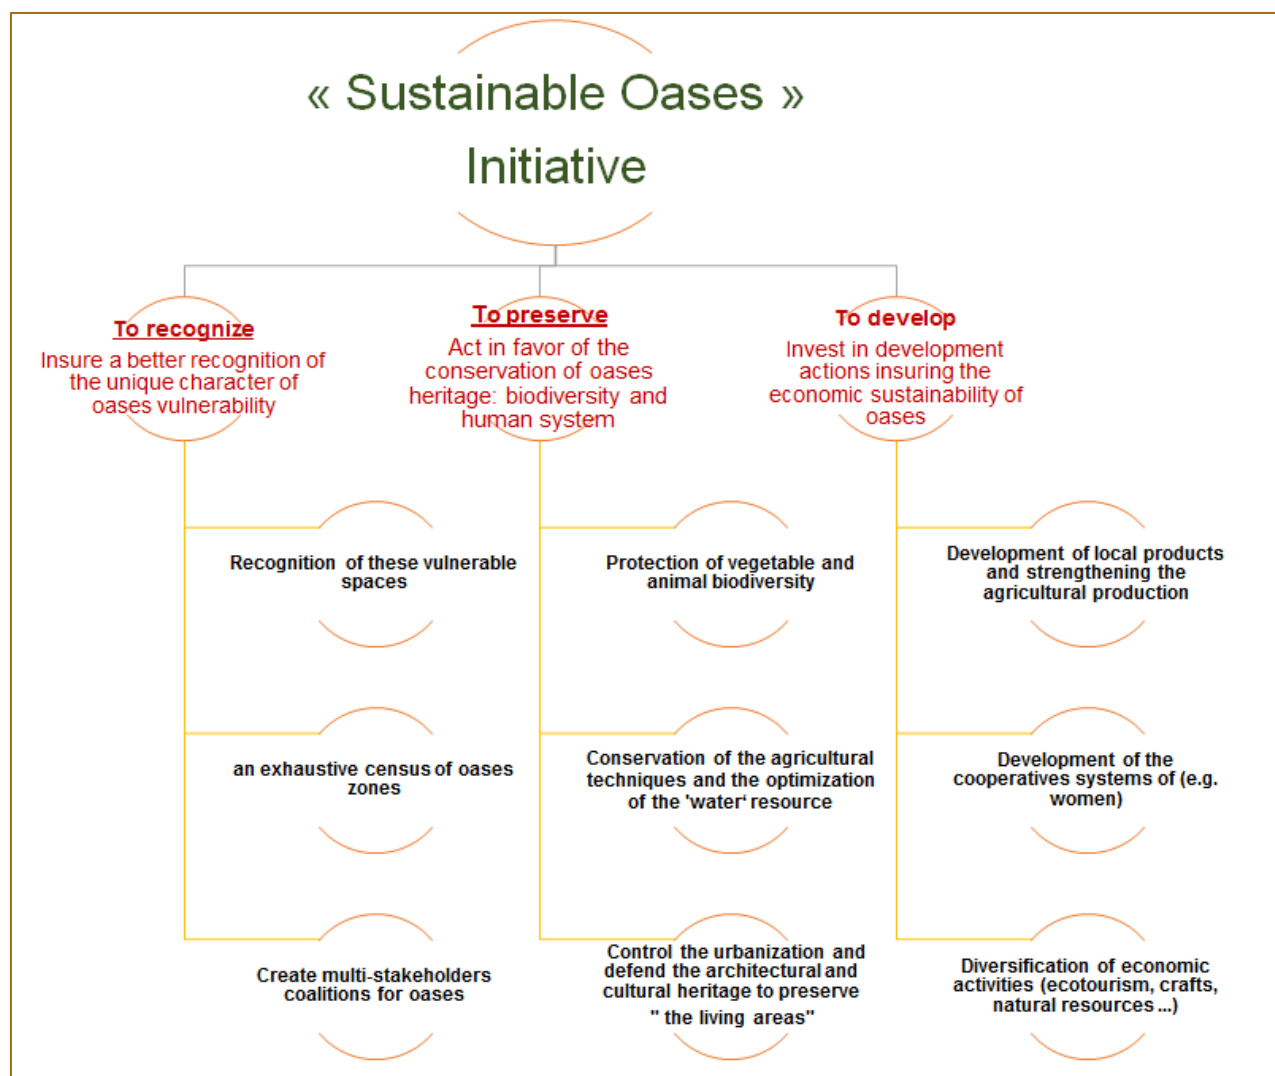 « Sustainable Oases »
Initiative
To recognize
Insure a better recognition of
the unique character of
oases vulnerability
To preserve
Act in favor of the
conservation of oases
heritage: biodiversity and
human system
To develop
Invest in development
actions insuring the
economic sustainability of
oases
Recognition of these vulnerable
spaces
Protection of vegetable and
animal biodiversity
Development of local products
and strengthening the
agricultural production
an exhaustive census of oases
zones
Conservation of the agricultural
techniques and the optimization
of the 'water‘ resource
Development of the
cooperatives systems of (e.g.
women)
Create multi-stakeholders
coalitions for oases
Control the urbanization and
defend the architectural and
cultural heritage to preserve
" the living areas"
Diversification of economic
activities (ecotourism, crafts,
natural resources ...)